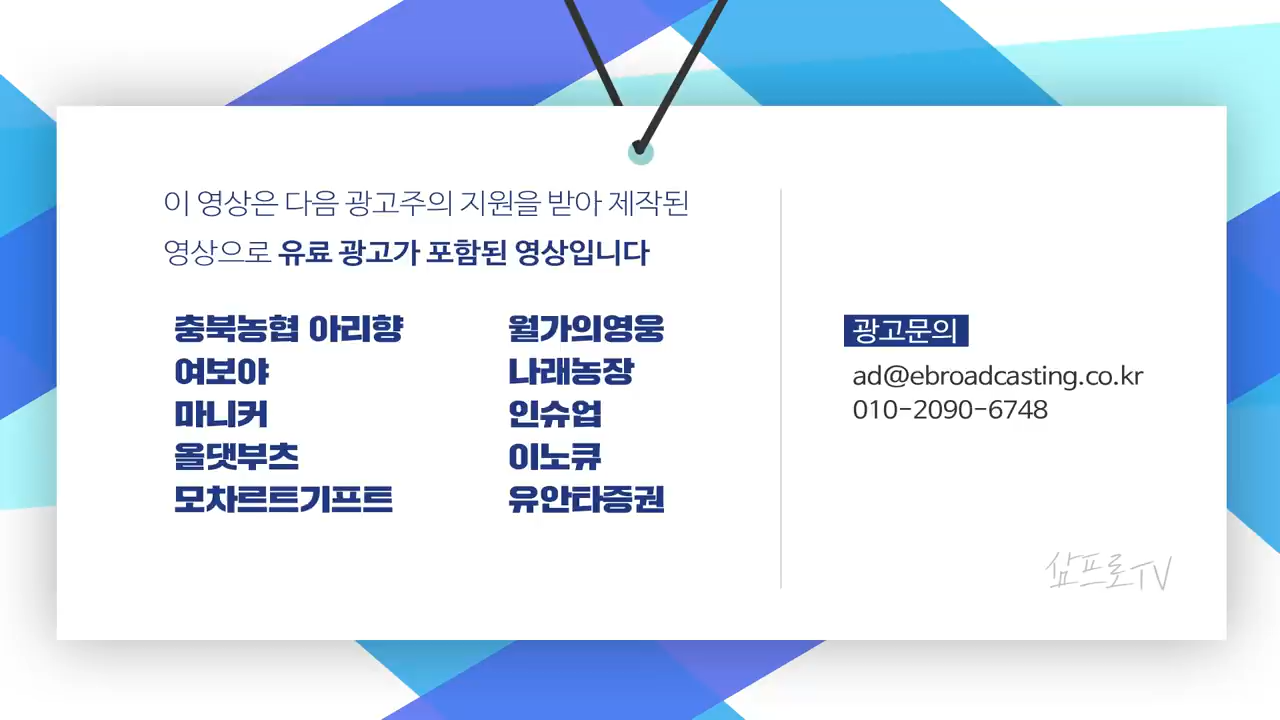 이 영상은 다음 광고주의 지원을 받아 제작된
영상으로 유료 광고가 포함된 영상입니다
충북농협 아리향
여보야
마니커
올댓부츠
모차르트기프트
월가의영웅
나래농장
인슈업
이노큐
유안타증권
광고문의
ad@ebroadcasting.co.kr
010-2090-6748
삼프로TV